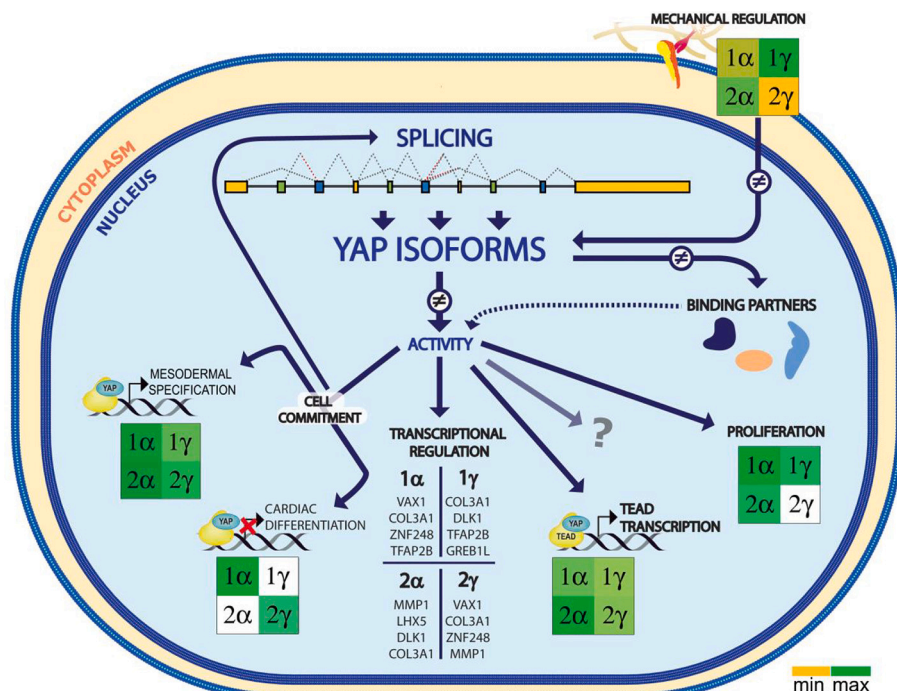 MECHANICAL REGULATION
1α 1γ
2α 2γ
CYTOPLASM
NUCLEUS
SPLICING
≠
YAP ISOFORMS
≠
≠
BINDING PARTNERS
ACTIVITY
MESODERMAL
SPECIFICATION
YAP
1α 1γ
2α 2γ
CELL
COMMITMENT
CARDIAC
DIFFERENTIATION
YAP
1α 1γ
2α 2γ
TRANSCRIPTIONAL
REGULATION
1α 1γ
VAX1 COL3A1
COL3A1 DLK1
ZNF248 TFAP2B
TFAP2B GREB1L
2α 2γ
MMP1 VAX1
LHX5 COL3A1
DLK1 ZNF248
COL3A1 MMP1
?
TEAD
TRANSCRIPTION
YAP
TEAD
1α 1γ
2α 2γ
PROLIFERATION
1α 1γ
2α 2γ
min max